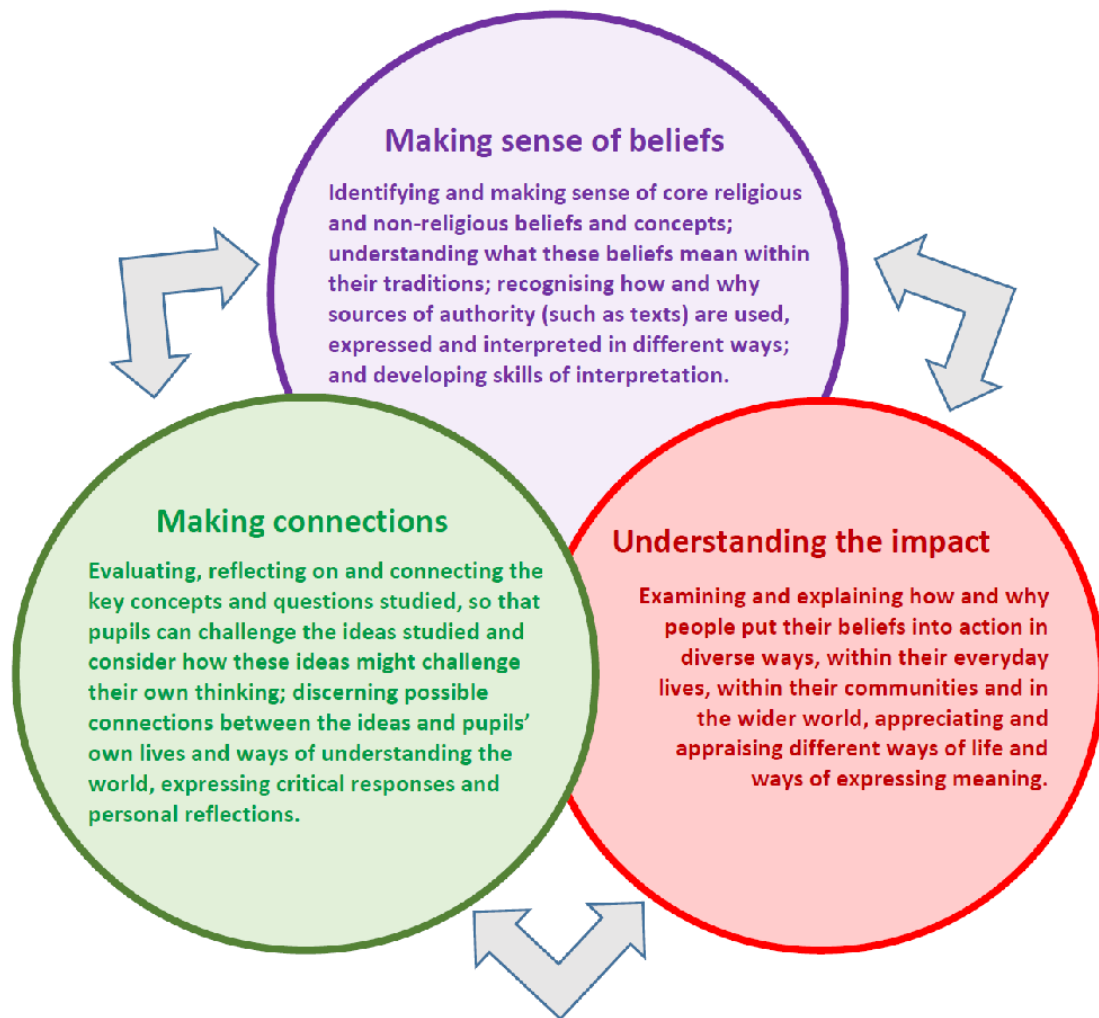 Making sense of beliefs
Identifying and making sense of core religious
and non-religious beliefs and concepts;
understanding what these beliefs mean within
their traditions; recognising how and why
sources of authority (such as texts) are used,
expressed and interpreted in different ways;
and developing skills of interpretation.
Making connections
Evaluating, reflecting on and connecting the
key concepts and questions studied, so that
pupils can challenge the ideas studied and
consider how these ideas might challenge
their own thinking; discerning possible
connections between the ideas and pupils’
own lives and ways of understanding the
world, expressing critical responses and
personal reflections.
Understanding the impact
Examining and explaining how and why
people put their beliefs into action in
diverse ways, within their everyday
lives, within their communities and in
the wider world, appreciating and
appraising different ways of life and
ways of expressing meaning.